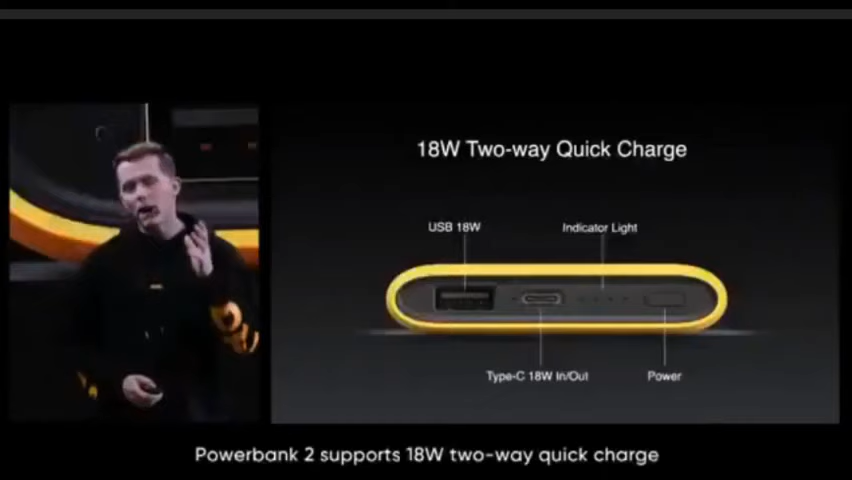 18W Two-way Quick Charge
USB 18W
Indicator Light
Type-C 18W In/Out
Power
Powerbank 2 supports 18W two-way quick charge